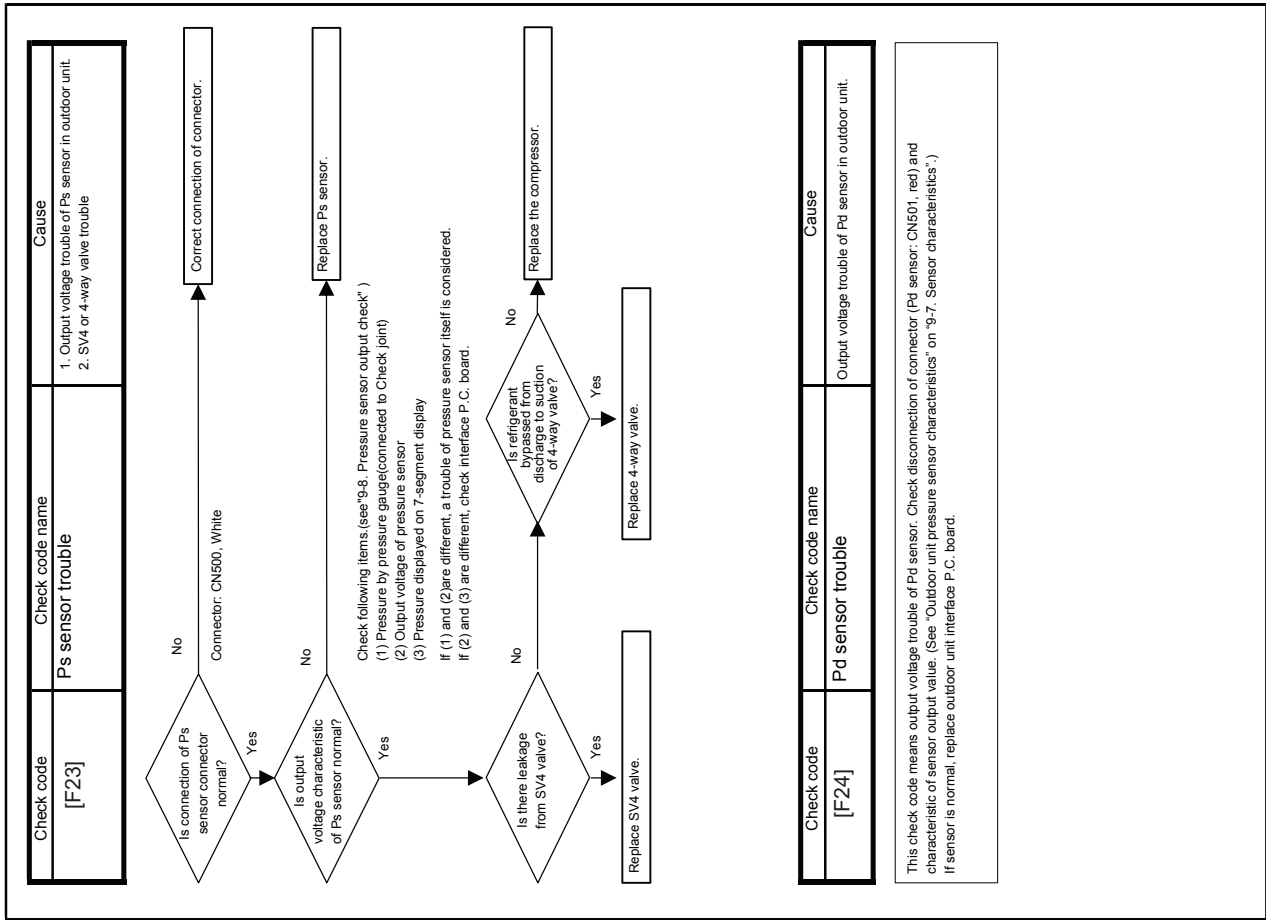 Check code
Check code name
Cause
[F23]
Ps sensor trouble
1. Output voltage trouble of Ps sensor in outdoor unit.
2. SV4 or 4-way valve trouble
Is connection of Ps
sensor connector
normal?
No
Connector: CN500, White
Correct connection of connector.
Yes
Is output
voltage characteristic
of Ps sensor normal?
No
Replace Ps sensor.
Yes
Check following items.(see"9-8. Pressure sensor output check" )
(1) Pressure by pressure gauge(connected to Check joint)
(2) Output voltage of pressure sensor
(3) Pressure displayed on 7-segment display
If (1) and (2)are different, a trouble of pressure sensor itself is considered.
If (2) and (3) are different, check interface P.C. board.
Is there leakage
from SV4 valve?
No
Is refrigerant
bypassed from
discharge to suction
of 4-way valve?
No
Replace the compressor.
Yes
Yes
Replace SV4 valve.
Replace 4-way valve.
Check code
Check code name
Cause
[F24]
Pd sensor trouble
Output voltage trouble of Pd sensor in outdoor unit.
This check code means output voltage trouble of Pd sensor. Check disconnection of connector (Pd sensor: CN501, red) and
characteristic of sensor output value. (See “Outdoor unit pressure sensor characteristics” on “9-7. Sensor characteristics”.)
If sensor is normal, replace outdoor unit interface P.C. board.